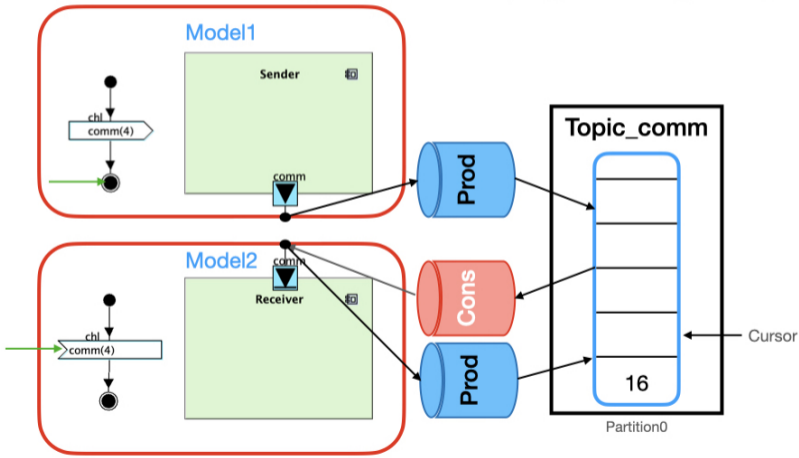 Model1
Sender
chl
comm(4)
comm
Prod
Topic_comm
Model2
comm
Receiver
chl
comm(4)
Cons
Prod
Cursor
16
Partition0